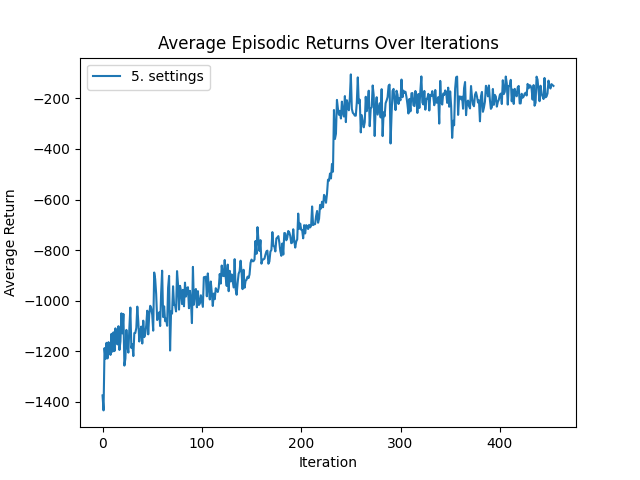 Average Episodic Returns Over Iterations
5. settings
−200
−400
−600
−800
−1000
−1200
−1400
Average Return
0 100 200 300 400
Iteration